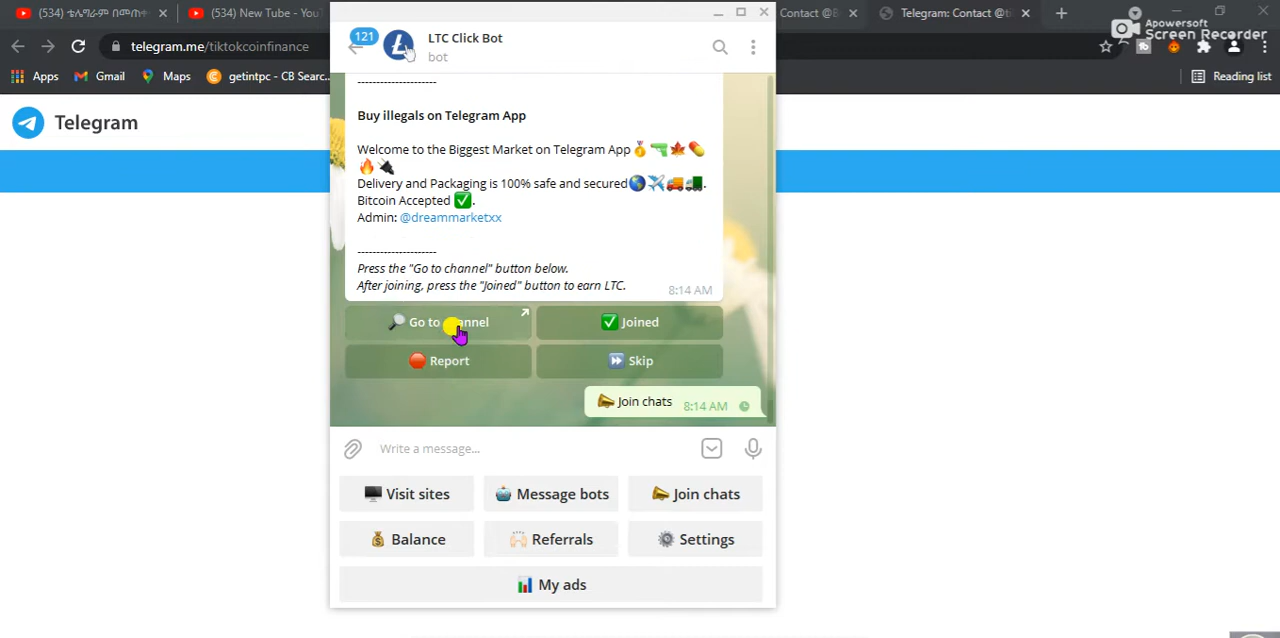 (534) ቴሌግራም በመጠቀ
(534) New Tube - You
Contact @B
Telegram: Contact @ti
Apowersoft
Screen Recorder
telegram.me/tiktokcoinfinance
Apps
Gmail
Maps
getintpc - CB Searc...
Reading list
Telegram
121
LTC Click Bot
bot
---------------------
Buy illegals on Telegram App
Welcome to the Biggest Market on Telegram App🥇🔫🍁💊
🔥🔌
Delivery and Packaging is 100% safe and secured🌎✈️🚚🚛.
Bitcoin Accepted ✅.
Admin: @dreammarketxx
---------------------
Press the "Go to channel" button below.
After joining, press the "Joined" button to earn LTC.
8:14 AM
🔎 Go to channel
✅ Joined
🛑 Report
⏩ Skip
📣 Join chats 8:14 AM
Write a message...
🖥 Visit sites
🤖 Message bots
📣 Join chats
💰 Balance
🙌🏻 Referrals
⚙️ Settings
📊 My ads